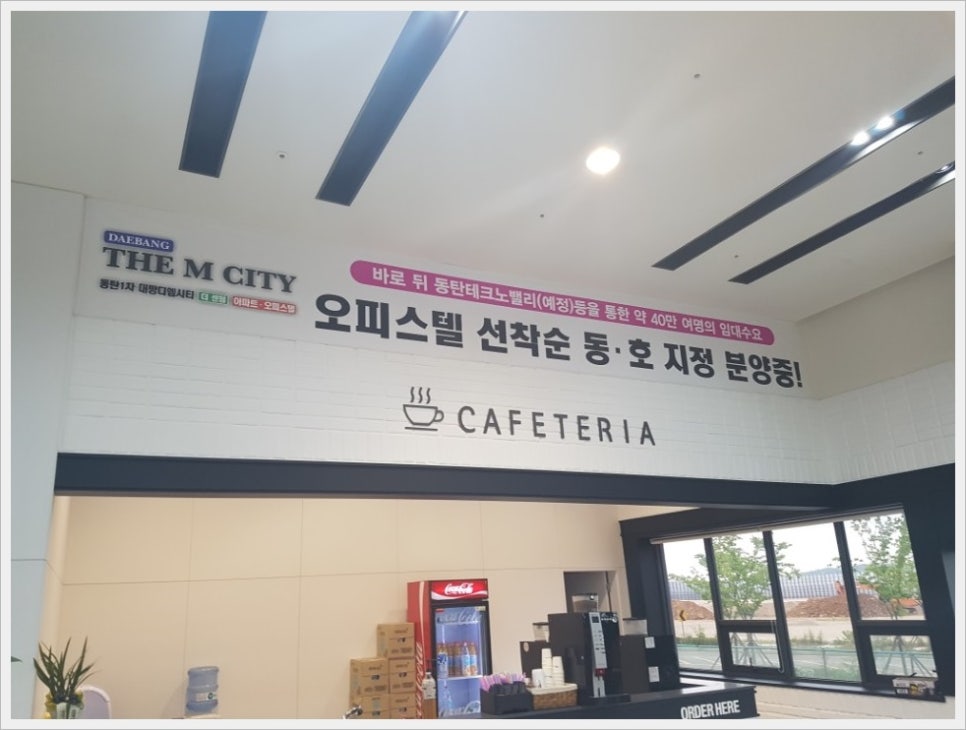 DAEBANG
THE M CITY
동탄1차 대방디엠시티 더 센텀 아파트·오피스텔
바로 뒤 동탄테크노밸리(예정)등을 통한 약 40만 여명의 임대수요
오피스텔 선착순 동·호 지정 분양중!
CAFETERIA
Coca-Cola
ORDER HERE